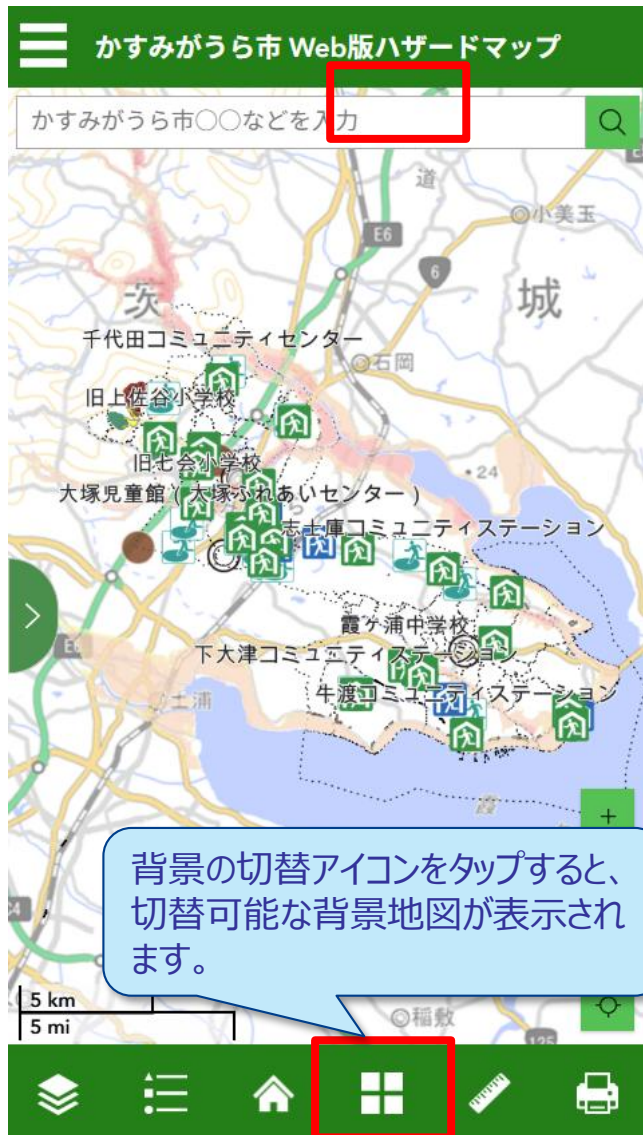 かすみがうら市 Web版ハザードマップ
かすみがうら市○○などを入力
道
◎小美玉
E6
6
茨
城
千代田コミュニティセンター
◎石岡
旧上佐谷小学校
旧七会小学校
・24
大塚児童館(大塚ふれあいセンター)
志士庫コミュニティステーション
霞ヶ浦中学校
下大津コミュニティステーション
土浦
牛渡コミュニティステーション
霞
+
背景の切替アイコンをタップすると、
切替可能な背景地図が表示され
ます。
5 km
5 mi
◎稲敷
125